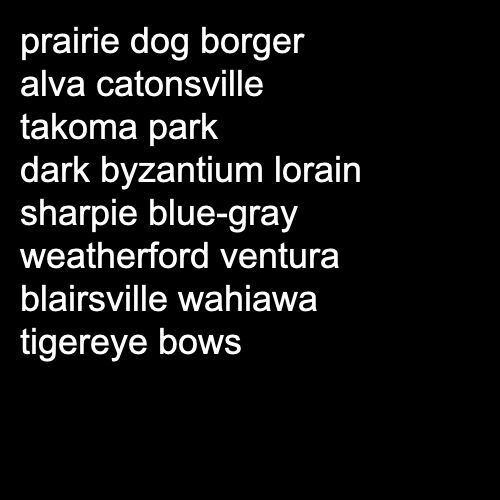 prairie dog borger
alva catonsville
takoma park
dark byzantium lorain
sharpie blue-gray
weatherford ventura
blairsville wahiawa
tigereye bows